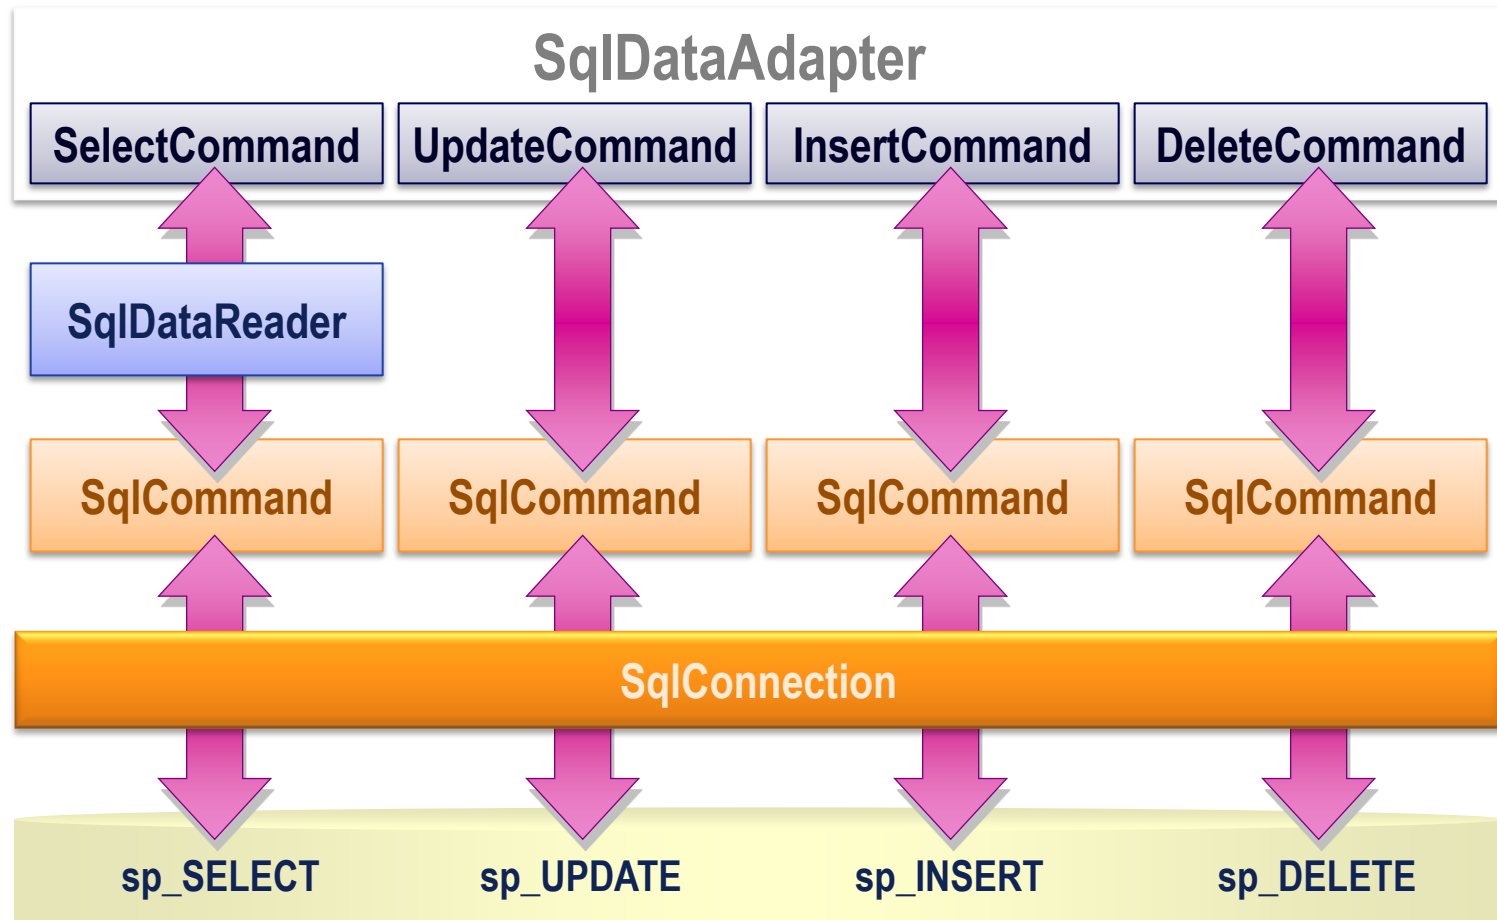 SqlDataAdapter
SelectCommand UpdateCommand InsertCommand DeleteCommand
SqlDataReader
SqlCommand SqlCommand SqlCommand SqlCommand
SqlConnection
sp_SELECT sp_UPDATE sp_INSERT sp_DELETE